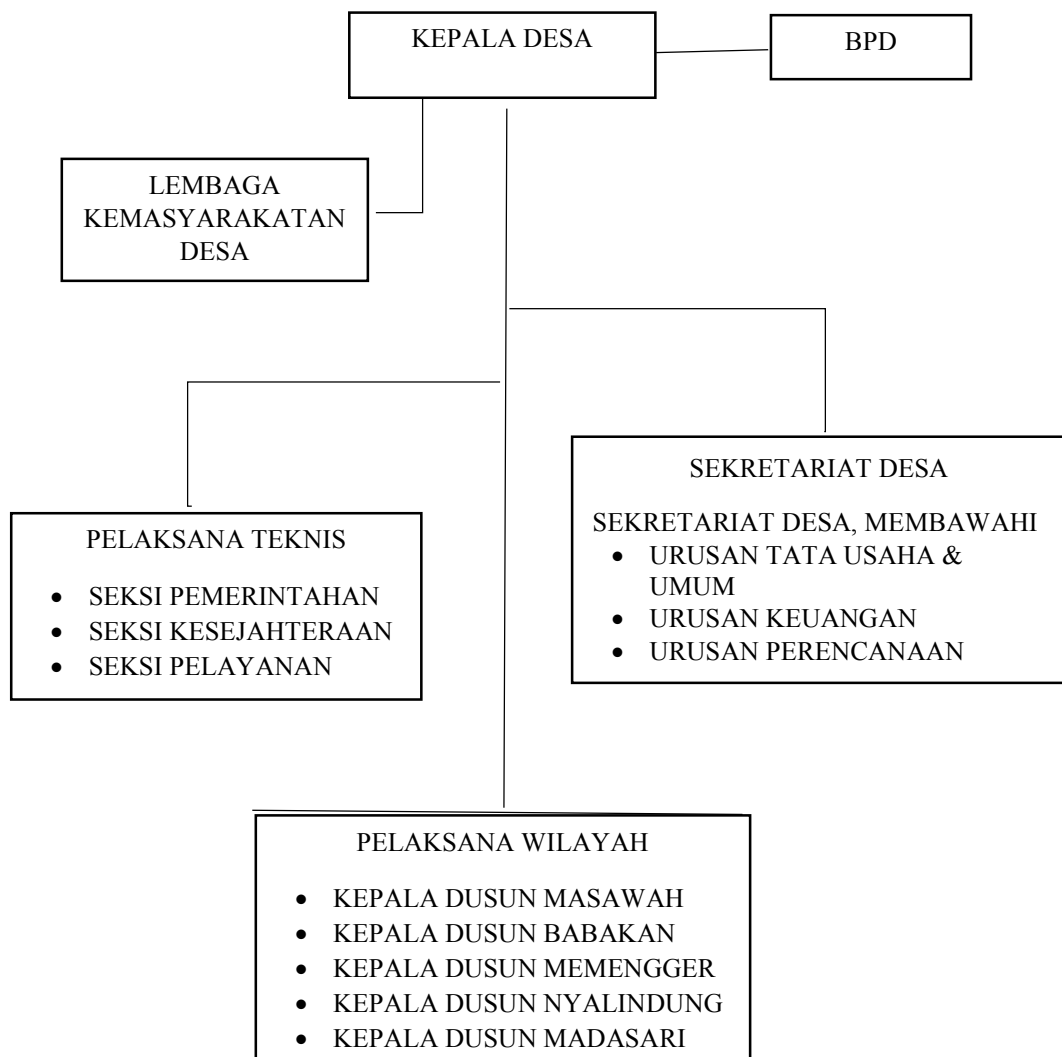 KEPALA DESA
BPD
LEMBAGA
KEMASYARAKATAN
DESA
SEKRETARIAT DESA
SEKRETARIAT DESA, MEMBAWAHI
• URUSAN TATA USAHA &
UMUM
• URUSAN KEUANGAN
• URUSAN PERENCANAAN
PELAKSANA TEKNIS
• SEKSI PEMERINTAHAN
• SEKSI KESEJAHTERAAN
• SEKSI PELAYANAN
PELAKSANA WILAYAH
• KEPALA DUSUN MASAWAH
• KEPALA DUSUN BABAKAN
• KEPALA DUSUN MEMENGGER
• KEPALA DUSUN NYALINDUNG
• KEPALA DUSUN MADASARI